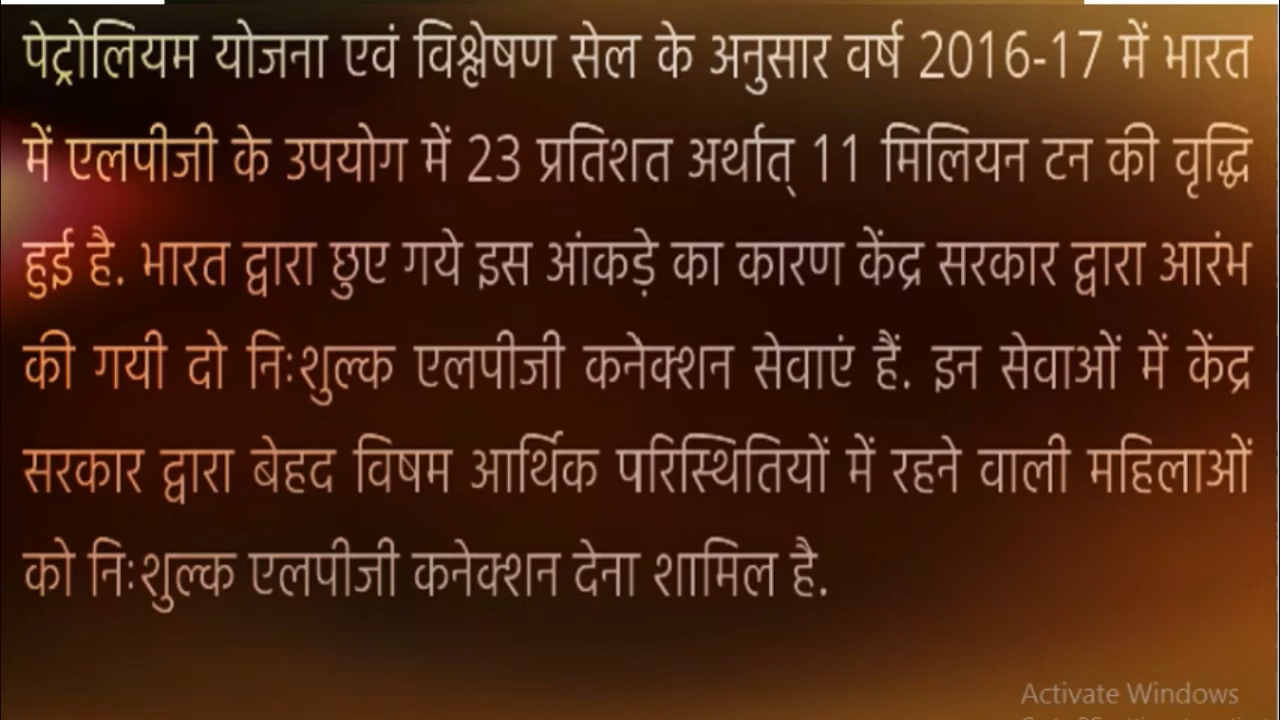 पेट्रोलियम योजना एवं विश्लेषण सेल के अनुसार वर्ष 2016-17 में भारत
में एलपीजी के उपयोग में 23 प्रतिशत अर्थात् 11 मिलियन टन की वृद्धि
हुई है. भारत द्वारा छुए गये इस आंकड़े का कारण केंद्र सरकार द्वारा आरंभ
की गयी दो निःशुल्क एलपीजी कनेक्शन सेवाएं हैं. इन सेवाओं में केंद्र
सरकार द्वारा बेहद विषम आर्थिक परिस्थितियों में रहने वाली महिलाओं
को निःशुल्क एलपीजी कनेक्शन देना शामिल है.
Activate Windows